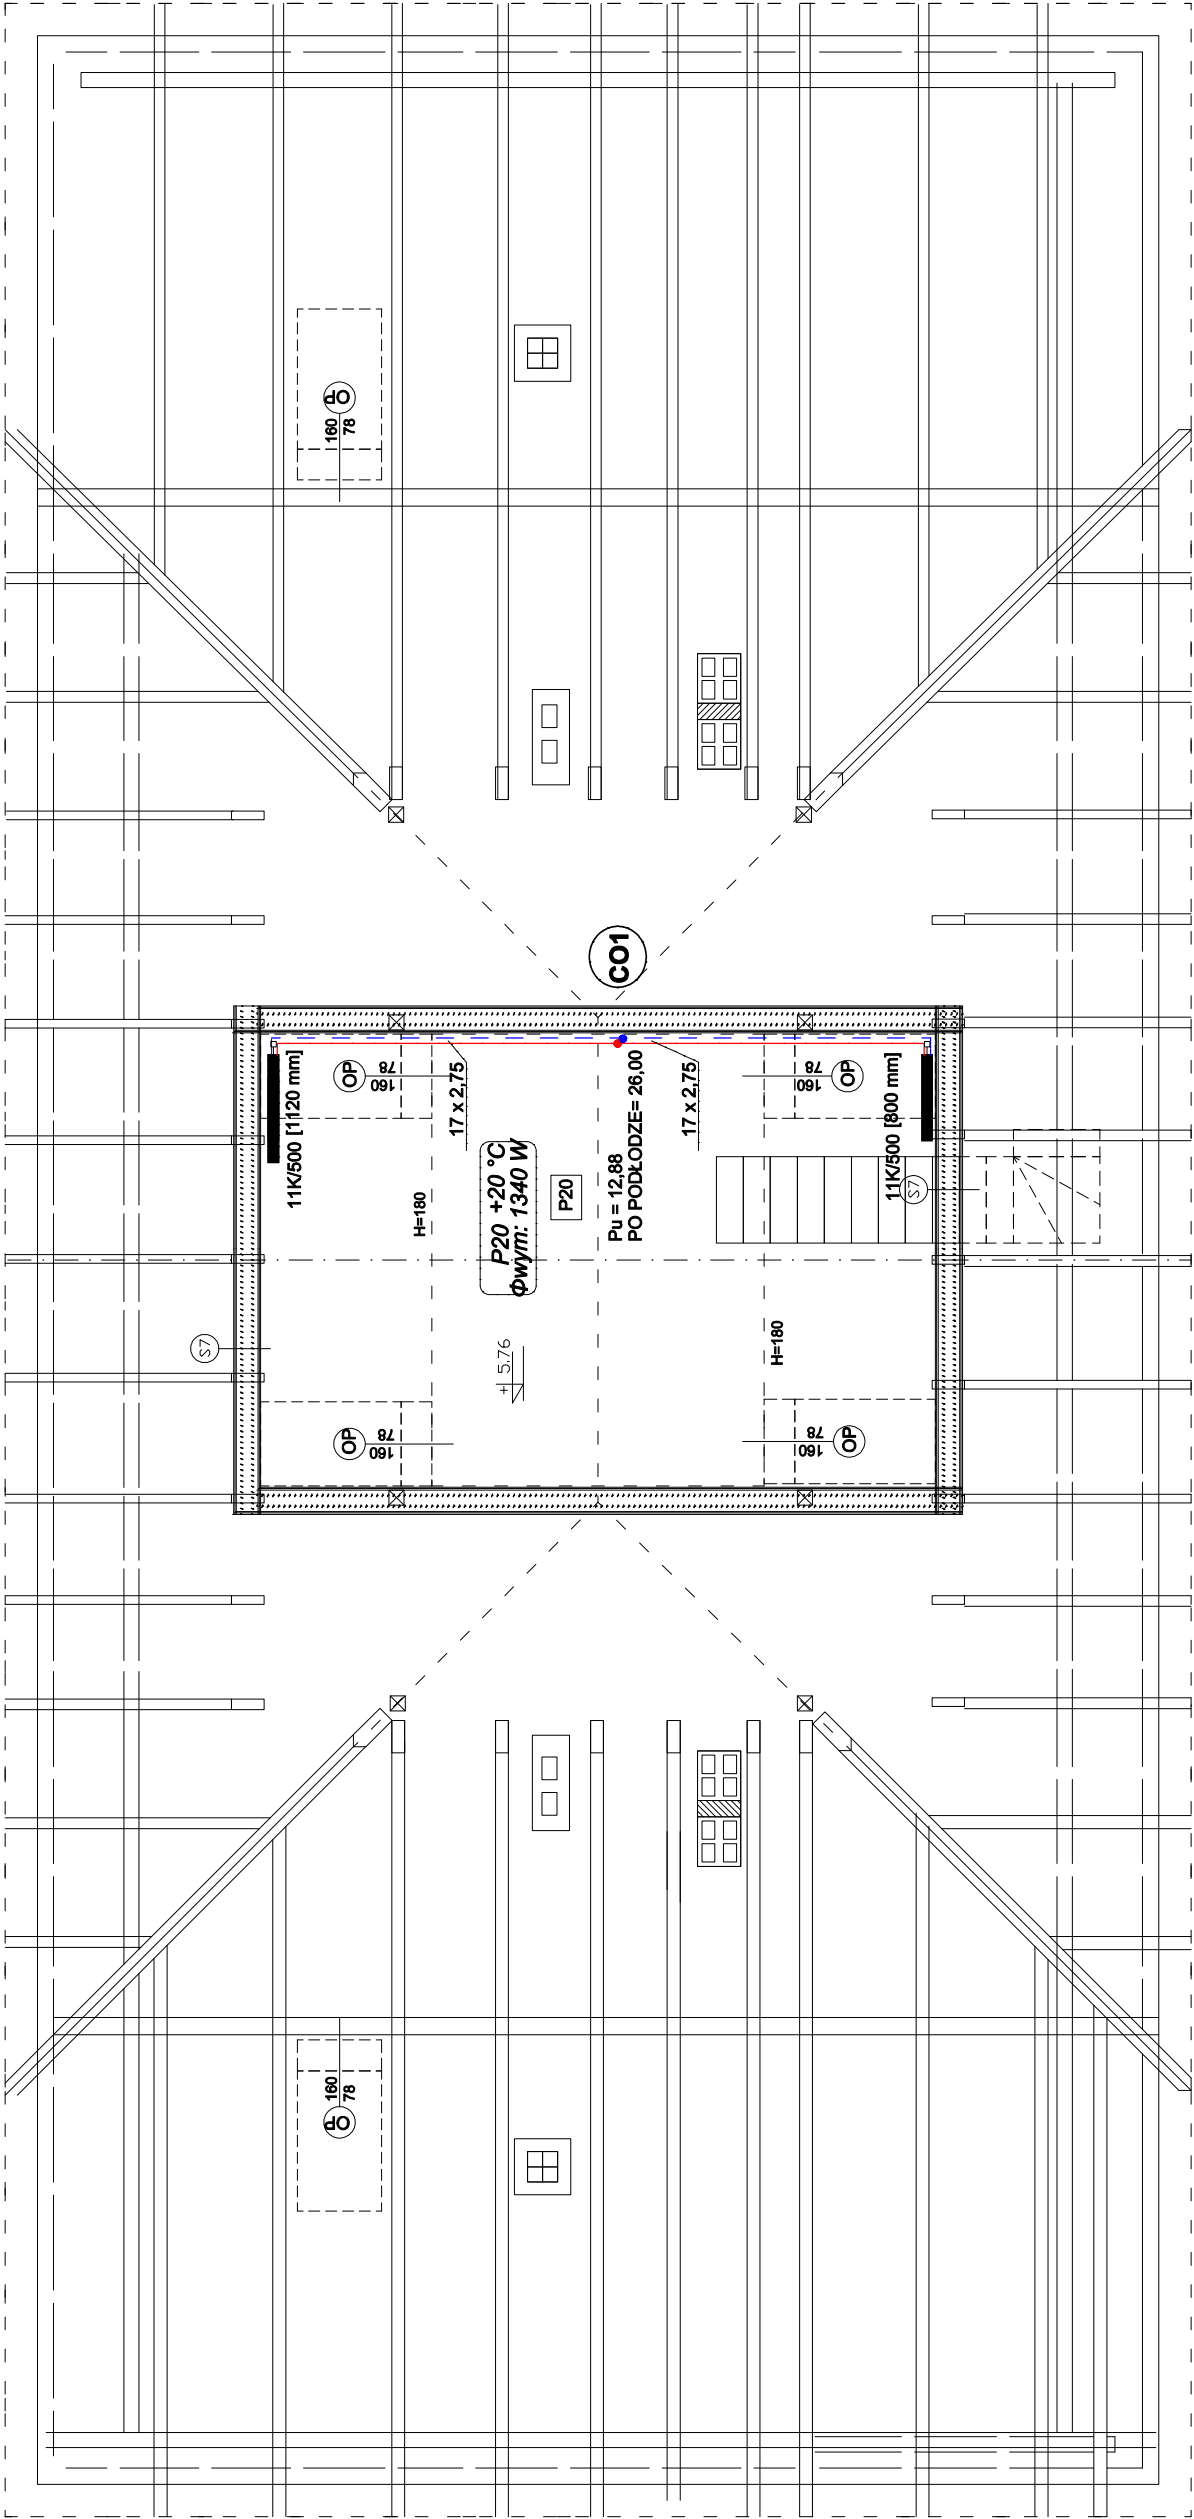 OP
160
78
CO1
11K/500 [1120 mm]
OP
160
78
17 x 2,75
H=180
P20 +20 °C
Φwym: 1340 W
P20
Pu = 12,88
PO PODŁODZE= 26,00
17 x 2,75
OP
160
78
11K/500 [800 mm]
S7
S7
+ 5.76
H=180
OP
160
78
OP
160
78
OP
160
78